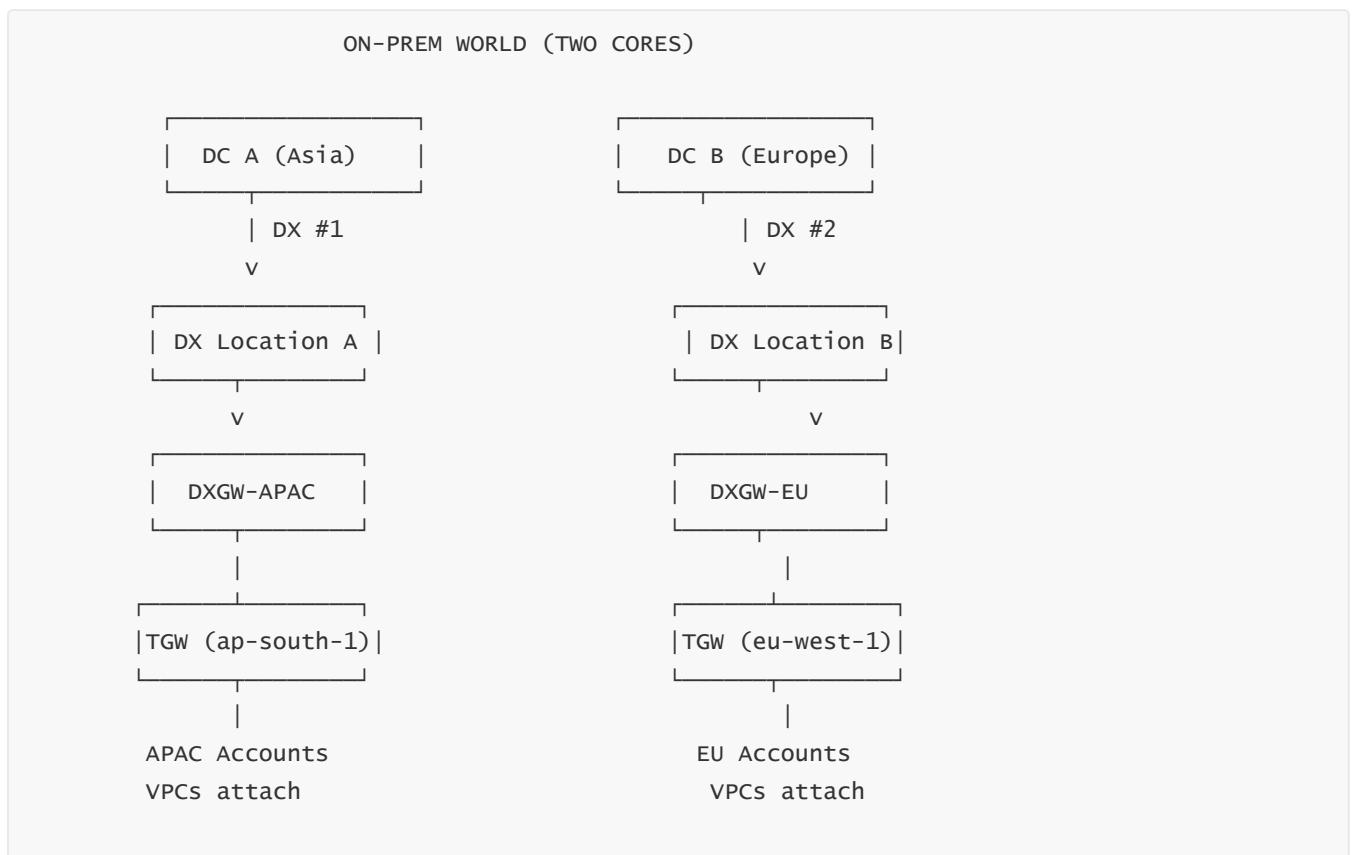 ON-PREM WORLD (TWO CORES)
DC A (Asia) DC B (Europe)
DX #1 DX #2
v v
DX Location A DX Location B
v v
DXGW-APAC DXGW-EU
TGW (ap-south-1) TGW (eu-west-1)
APAC Accounts EU Accounts
VPCs attach VPCs attach